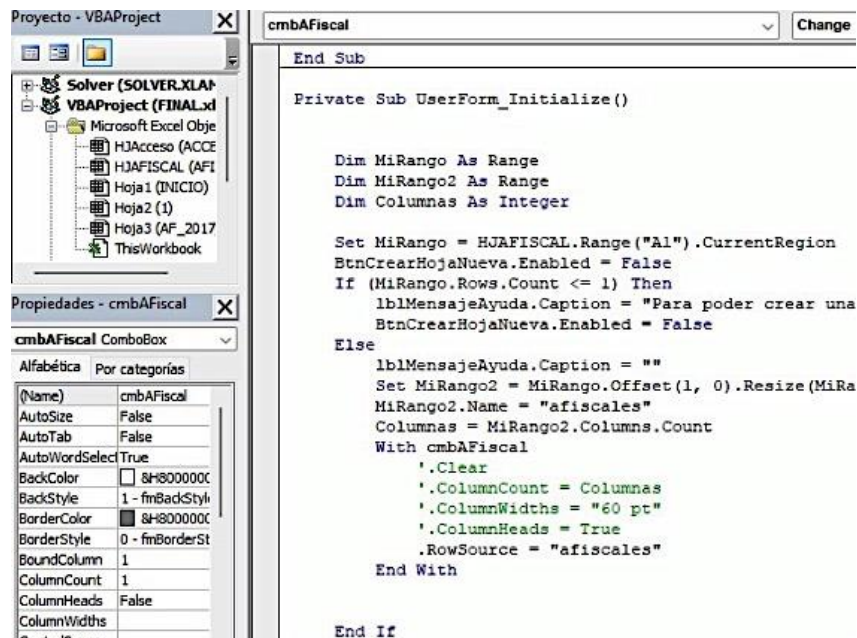 Proyecto - VBAProject
Solver (SOLVER.XLAM
VBAProject (FINAL.xl
Microsoft Excel Obje
HJAcceso (ACCE
HJAFISCAL (AFI
Hoja1 (INICIO)
Hoja2 (1)
Hoja3 (AF_2017
ThisWorkbook
Propiedades - cmbAFiscal
cmbAFiscal ComboBox
Alfabética Por categorías
(Name) cmbAFiscal
AutoSize False
AutoTab False
AutoWordSelect True
BackColor &H8000000
BackStyle 1 - fmBackStyle
BorderColor &H8000000
BorderStyle 0 - fmBorderSt
BoundColumn 1
ColumnCount 1
ColumnHeads False
ColumnWidths
cmbAFiscal Change
End Sub
Private Sub UserForm_Initialize()
Dim MiRango As Range
Dim MiRango2 As Range
Dim Columnas As Integer
Set MiRango = HJAFISCAL.Range("A1").CurrentRegion
BtnCrearHojaNueva.Enabled = False
If (MiRango.Rows.Count <= 1) Then
lblMensajeAyuda.Caption = "Para poder crear una
BtnCrearHojaNueva.Enabled = False
Else
lblMensajeAyuda.Caption = ""
Set MiRango2 = MiRango.Offset(1, 0).Resize(MiRa
MiRango2.Name = "afiscales"
Columnas = MiRango2.Columns.Count
With cmbAFiscal
'.Clear
'.ColumnCount = Columnas
'.ColumnWidths = "60 pt"
'.ColumnHeads = True
.RowSource = "afiscales"
End With
End If